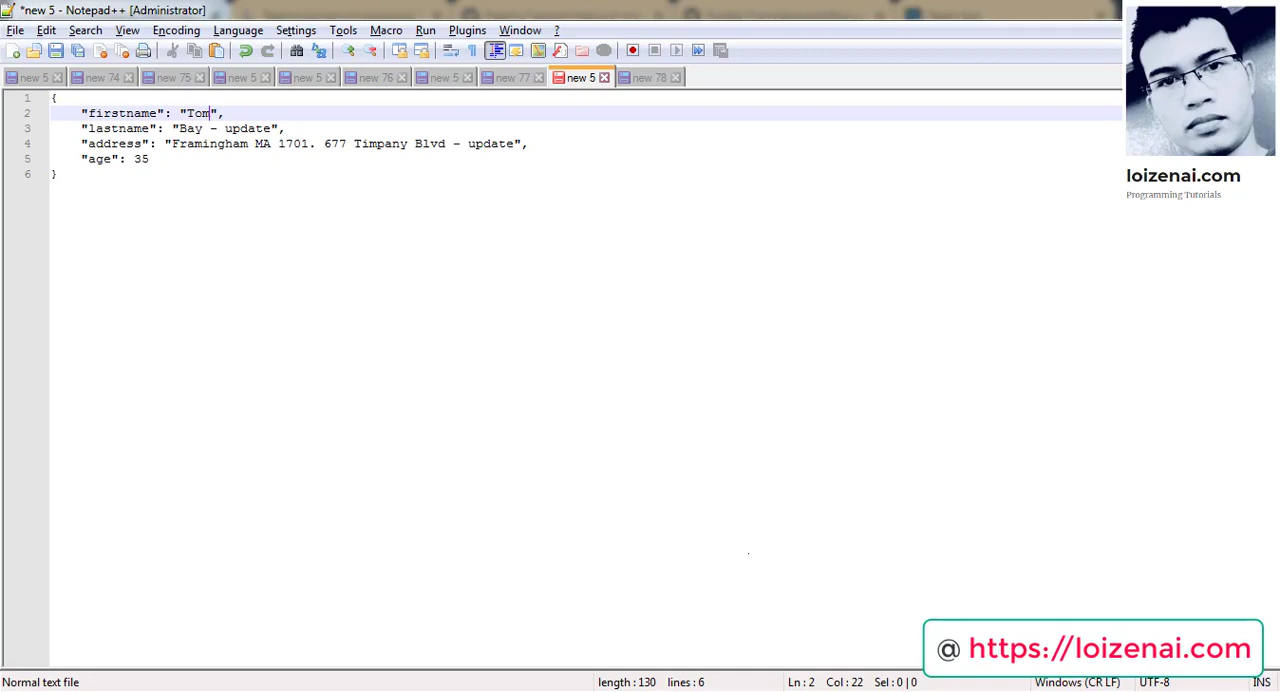 *new 5 - Notepad++ [Administrator]
File Edit Search View Encoding Language Settings Tools Macro Run Plugins Window ?
new 5 new 74 new 75 new 5 new 5 new 76 new 5 new 77 new 5 new 78
1 {
2 "firstname": "Tom",
3 "lastname": "Bay - update",
4 "address": "Framingham MA 1701. 677 Timpany Blvd - update",
5 "age": 35
6 }
loizenai.com
Programming Tutorials
@ https://loizenai.com
Normal text file length : 130 lines : 6 Ln : 2 Col : 22 Sel : 0 | 0 Windows (CR LF) UTF-8 INS